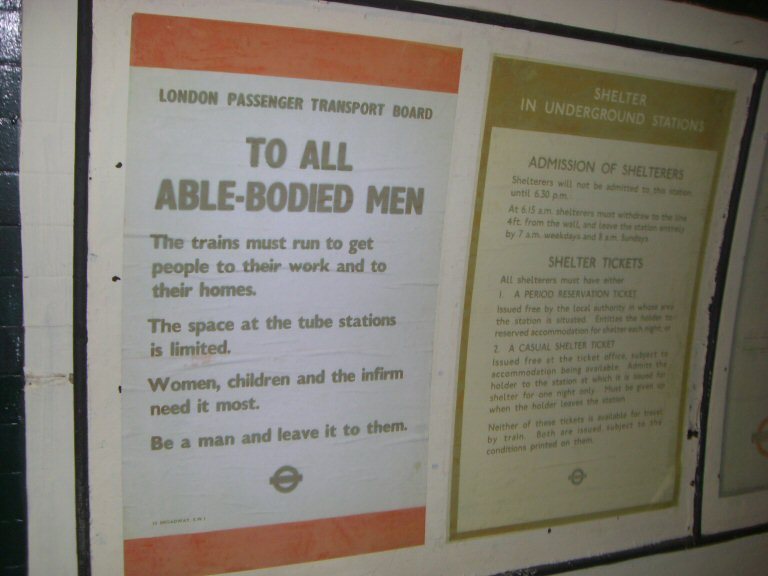 LONDON PASSENGER TRANSPORT BOARD
TO ALL
ABLE-BODIED MEN
The trains must run to get
people to their work and to
their homes.
The space at the tube stations
is limited.
Women, children and the infirm
need it most.
Be a man and leave it to them.
55 BROADWAY, S.W.1
SHELTER
IN UNDERGROUND STATIONS
ADMISSION OF SHELTERERS
Shelterers will not be admitted to this station
until 6.30 p.m.
At 6.15 a.m. shelterers must withdraw to the line
4ft. from the wall, and leave the station entirely
by 7 a.m. weekdays and 8 a.m. Sundays.
SHELTER TICKETS
All shelterers must have either
1. A PERIOD RESERVATION TICKET
Issued free by the local authority in whose area
the station is situated. Entitles the holder to
reserved accommodation for shelter each night, or
2. A CASUAL SHELTER TICKET
Issued free at the ticket office, subject to
accommodation being available. Admits the
holder to the station at which it is issued for
shelter for one night only. Must be given up
when the holder leaves the station.
Neither of these tickets is available for travel
by train. Both are issued subject to the
conditions printed on them.